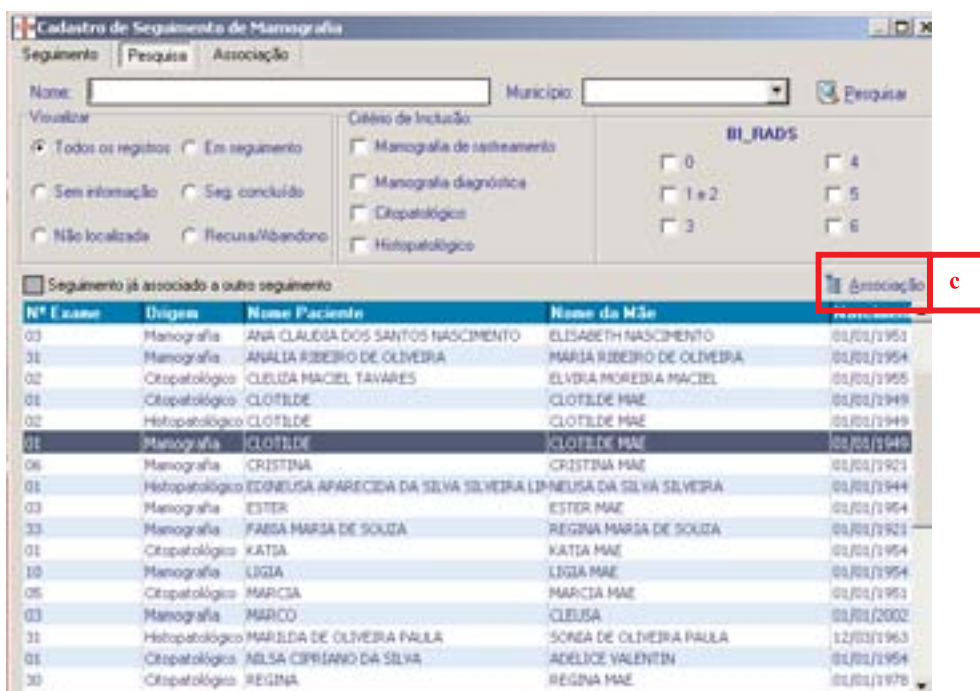 Cadastro de Seguimento de Mamografia
Seguimento Pesquisa Associação
Nome: Município: Pesquisar
Visualizar Critério de Inclusão: BI_RADS
Todos os registros Em seguimento Mamografia de rastreamento 0 4
Sem informação Seg. concluído Mamografia diagnóstica 1 e 2 5
Citopatológico
Não localizada Recusa/Abandono Histopatológico 3 6
Seguimento já associado a outro seguimento Associação c
Nº Exame Origem Nome Paciente Nome da Mãe
03 Mamografia ANA CLAUDIA DOS SANTOS NASCIMENTO ELISABETH NASCIMENTO 01/01/1951
31 Mamografia ANALIA RIBEIRO DE OLIVEIRA MARIA RIBEIRO DE OLIVEIRA 01/01/1954
02 Citopatológico CLEUZA MACIEL TAVARES ELVIRA MOREIRA MACIEL 01/01/1955
01 Citopatológico CLOTILDE CLOTILDE MAE 01/01/1949
02 Histopatológico CLOTILDE CLOTILDE MAE 01/01/1949
01 Mamografia CLOTILDE CLOTILDE MAE 01/01/1949
06 Mamografia CRISTINA CRISTINA MAE 01/01/1921
01 Histopatológico EDINEUSA APARECIDA DA SILVA SILVEIRA NEUSA DA SILVA SILVEIRA 01/01/1944
03 Mamografia ESTER ESTER MAE 01/01/1954
33 Mamografia FABIA MARIA DE SOUZA REGINA MARIA DE SOUZA 01/01/1921
01 Citopatológico KATIA KATIA MAE 01/01/1954
10 Mamografia LIGIA LIGIA MAE 01/01/1954
05 Citopatológico MARCIA MARCIA MAE 01/01/1951
03 Mamografia MARCO CLEUSA 01/01/2002
31 Histopatológico MARILDA DE OLIVEIRA PAULA SONIA DE OLIVEIRA PAULA 12/03/1963
01 Citopatológico NILSA CIPRIANO DA SILVA ADELICE VALENTIN 01/01/1954
30 Citopatológico REGINA REGINA MAE 01/01/1978